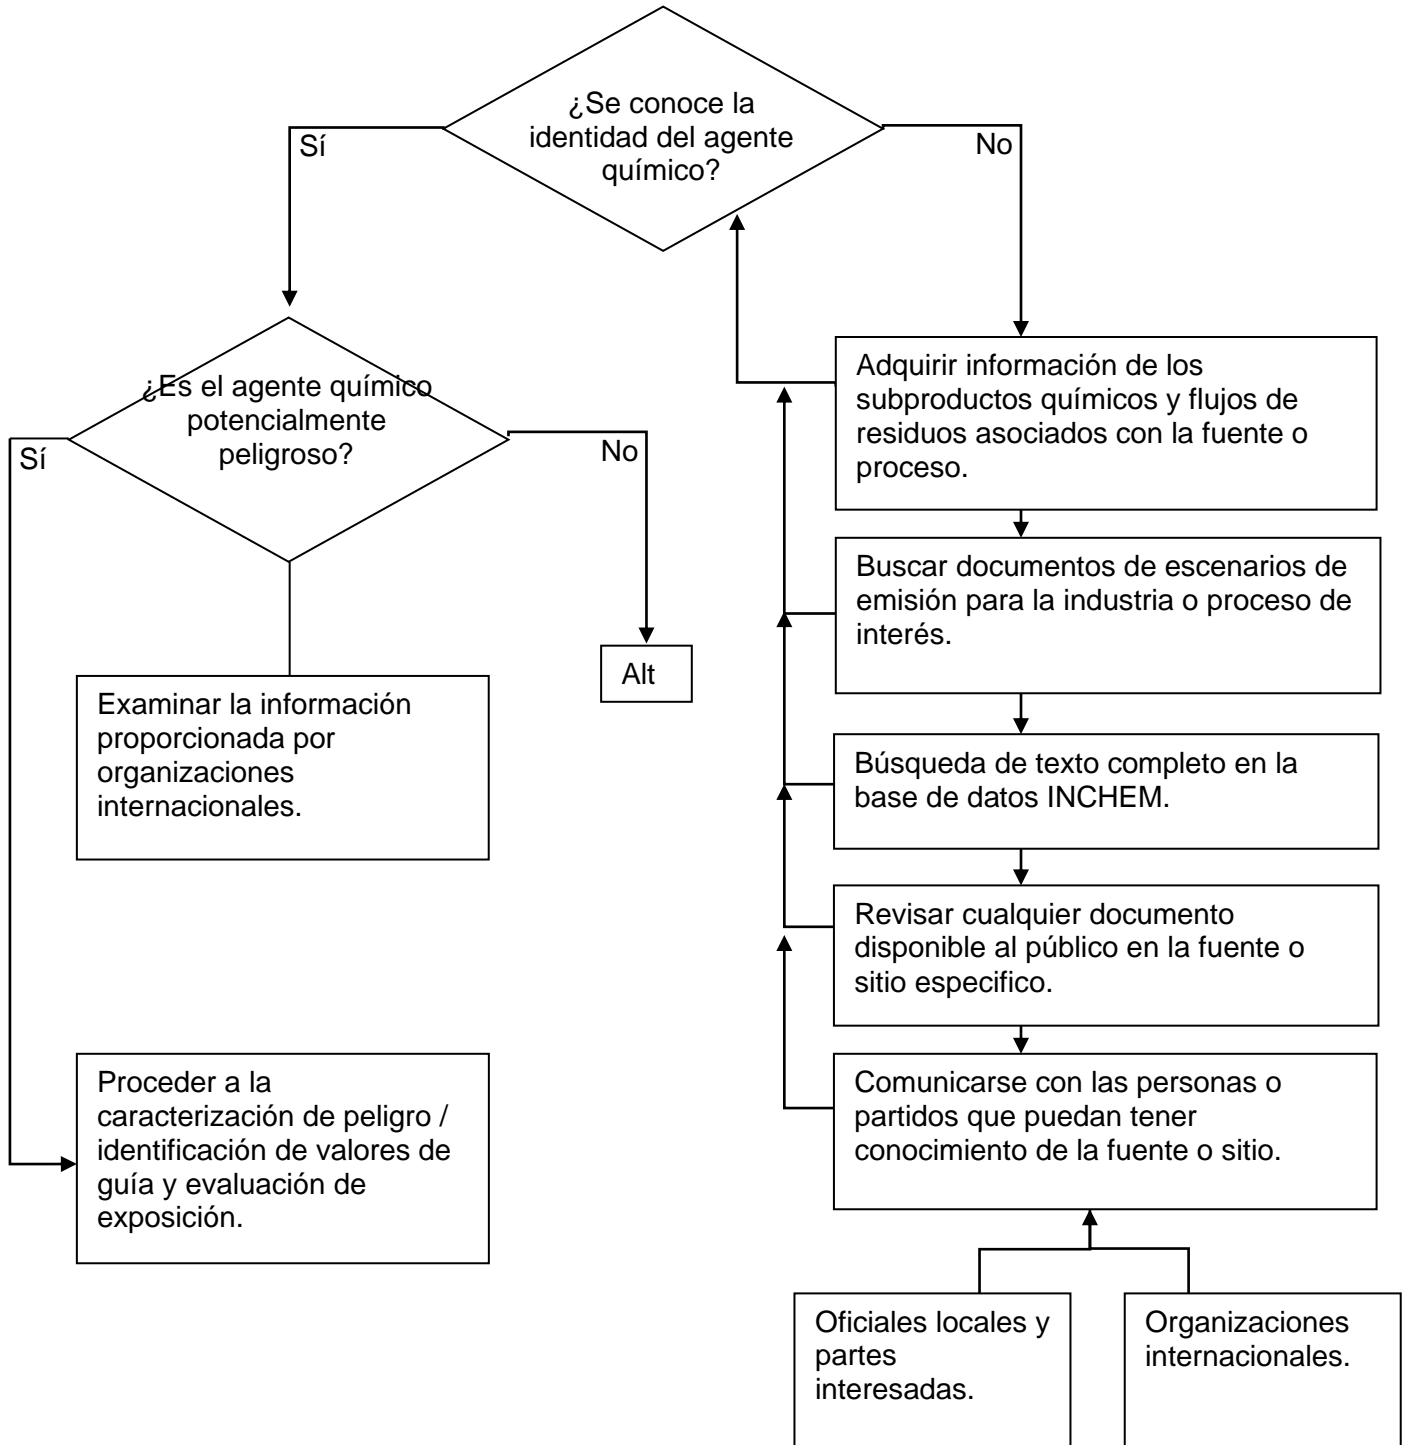 ¿Se conoce la
identidad del agente
químico?
Sí
No
¿Es el agente químico
potencialmente
peligroso?
Sí
No
Alt
Examinar la información
proporcionada por
organizaciones
internacionales.
Proceder a la
caracterización de peligro /
identificación de valores de
guía y evaluación de
exposición.
Adquirir información de los
subproductos químicos y flujos de
residuos asociados con la fuente o
proceso.
Buscar documentos de escenarios de
emisión para la industria o proceso de
interés.
Búsqueda de texto completo en la
base de datos INCHEM.
Revisar cualquier documento
disponible al público en la fuente o
sitio especifico.
Comunicarse con las personas o
partidos que puedan tener
conocimiento de la fuente o sitio.
Oficiales locales y
partes
interesadas.
Organizaciones
internacionales.